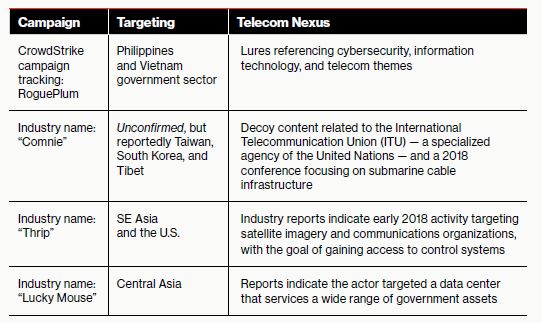 Campaign
Targeting
Telecom Nexus
CrowdStrike
campaign
tracking:
RoguePlum
Philippines
and Vietnam
government sector
Lures referencing cybersecurity, information
technology, and telecom themes
Industry name:
“Comnie”
Unconfirmed, but
reportedly Taiwan,
South Korea, and
Tibet
Decoy content related to the International
Telecommunication Union (ITU) — a specialized
agency of the United Nations — and a 2018
conference focusing on submarine cable
infrastructure
Industry name:
“Thrip”
SE Asia
and the U.S.
Industry reports indicate early 2018 activity targeting
satellite imagery and communications organizations,
with the goal of gaining access to control systems
Industry name:
“Lucky Mouse”
Central Asia
Reports indicate the actor targeted a data center
that services a wide range of government assets